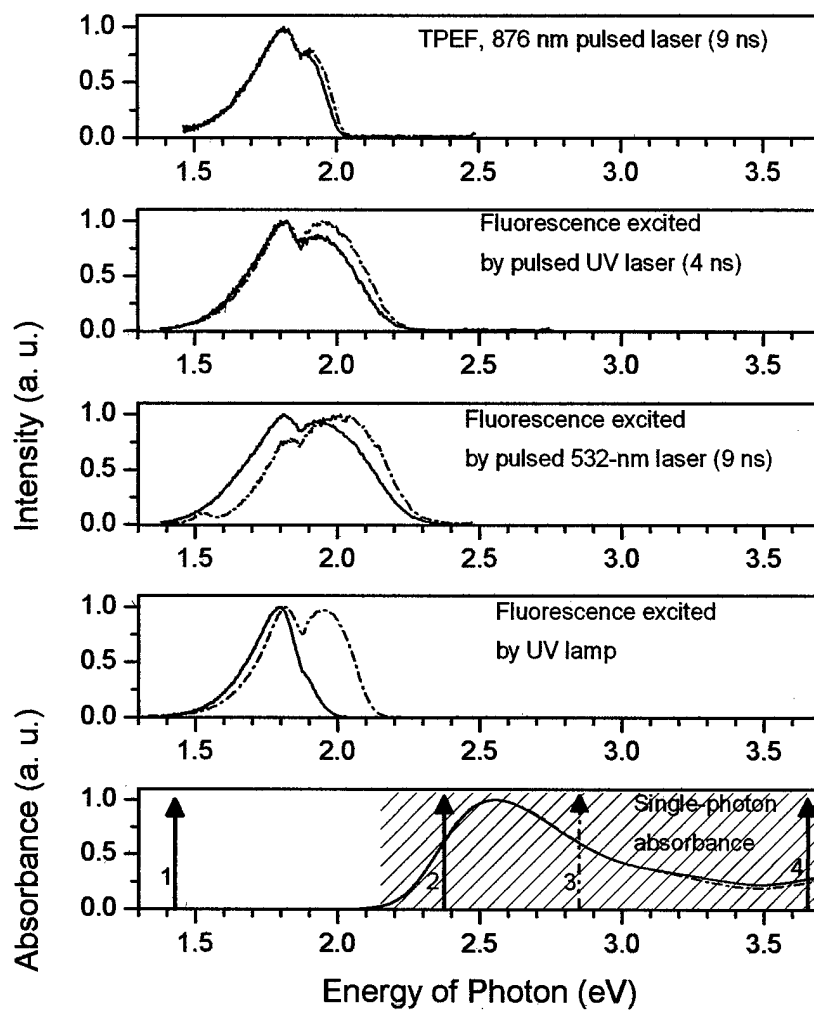 TPEF, 876 nm pulsed laser (9 ns)
1.0
0.5
0.0
1.5 2.0 2.5 3.0 3.5
Fluorescence excited
by pulsed UV laser (4 ns)
1.0
0.5
0.0
1.5 2.0 2.5 3.0 3.5
Fluorescence excited
by pulsed 532-nm laser (9 ns)
1.0
0.5
0.0
1.5 2.0 2.5 3.0 3.5
Intensity (a. u.)
Fluorescence excited
by UV lamp
1.0
0.5
0.0
1.5 2.0 2.5 3.0 3.5
Single-photon
absorbance
1.0
0.5
0.0
1 2 3 4
1.5 2.0 2.5 3.0 3.5
Absorbance (a. u.)
Energy of Photon (eV)